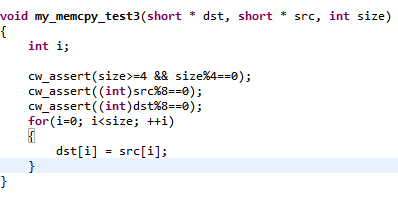 void my_memcpy_test3(short * dst, short * src, int size)
{
    int i;

    cw_assert(size>=4 && size%4==0);
    cw_assert((int)src%8==0);
    cw_assert((int)dst%8==0);
    for(i=0; i<size; ++i)
    {
        dst[i] = src[i];
    }
}